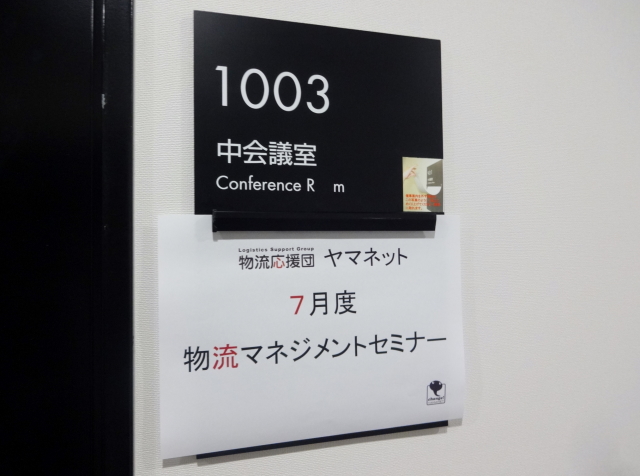 1003
中会議室
Conference R m
Logistics Support Group
物流応援団 ヤマネット
7月度
物流マネジメントセミナー